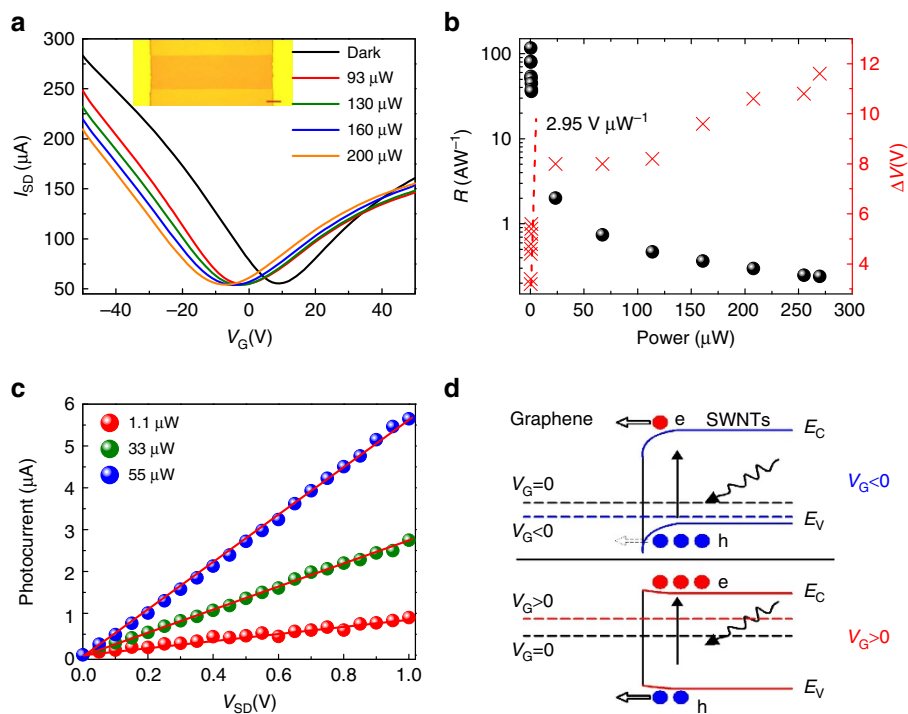 a
300
250
200
150
100
50
I_SD (μA)
−40
−20
0
20
40
V_G(V)
Dark
93 μW
130 μW
160 μW
200 μW
b
100
10
1
R (AW⁻¹)
2.95 V μW⁻¹
12
10
8
6
4
ΔV(V)
0
50
100
150
200
250
300
Power (μW)
c
6
5
4
3
2
1
0
Photocurrent (μA)
1.1 μW
33 μW
55 μW
0.0
0.2
0.4
0.6
0.8
1.0
V_SD(V)
d
Graphene
e
SWNTs
E_C
V_G=0
V_G<0
V_G<0
E_V
h
e
E_C
V_G>0
V_G=0
V_G>0
E_V
h